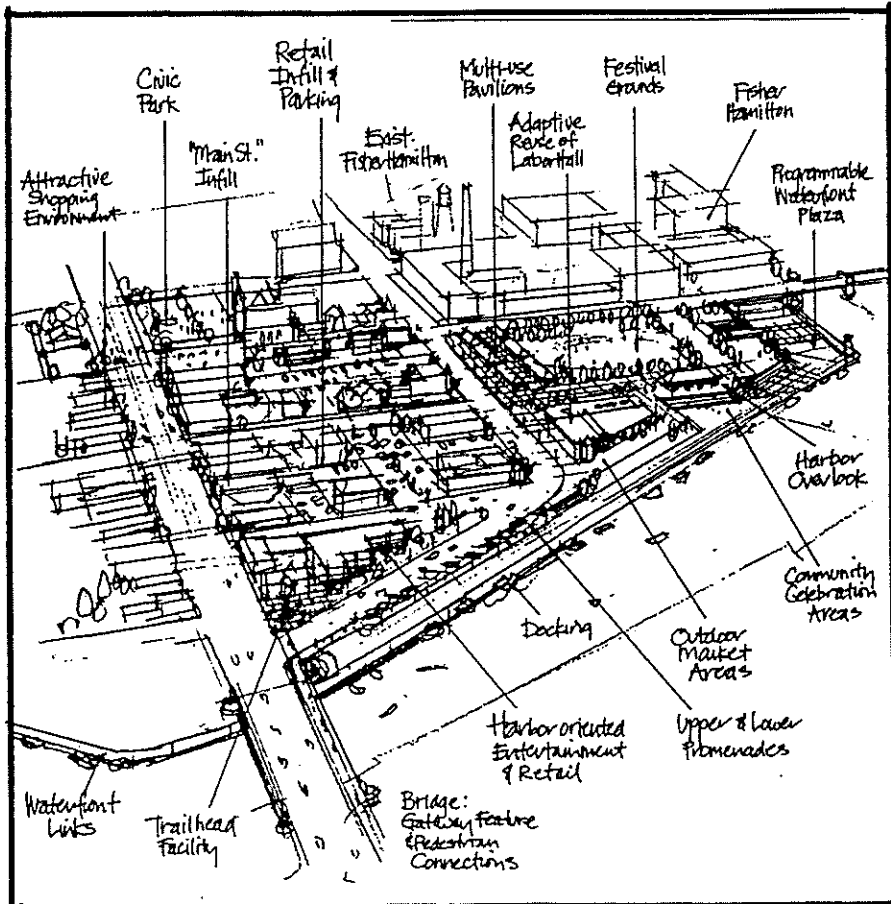 Civic
Park
Retail
Infill &
Parking
Multi-use
Pavilions
Festival
Grounds
Fisher
Hamilton
"Main St."
Infill
East
Fisher Hamilton
Adaptive
Reuse of
Labor Hall
Attractive
Shopping
Environment
Programmable
Waterfront
Plaza
Harbor
Overlook
Community
Celebration
Areas
Docking
Outdoor
Market
Areas
Harbor oriented
Entertainment
& Retail
Upper & Lower
Promenades
Waterfront
Links
Trailhead
Facility
Bridge:
Gateway Feature
& Pedestrian
Connections